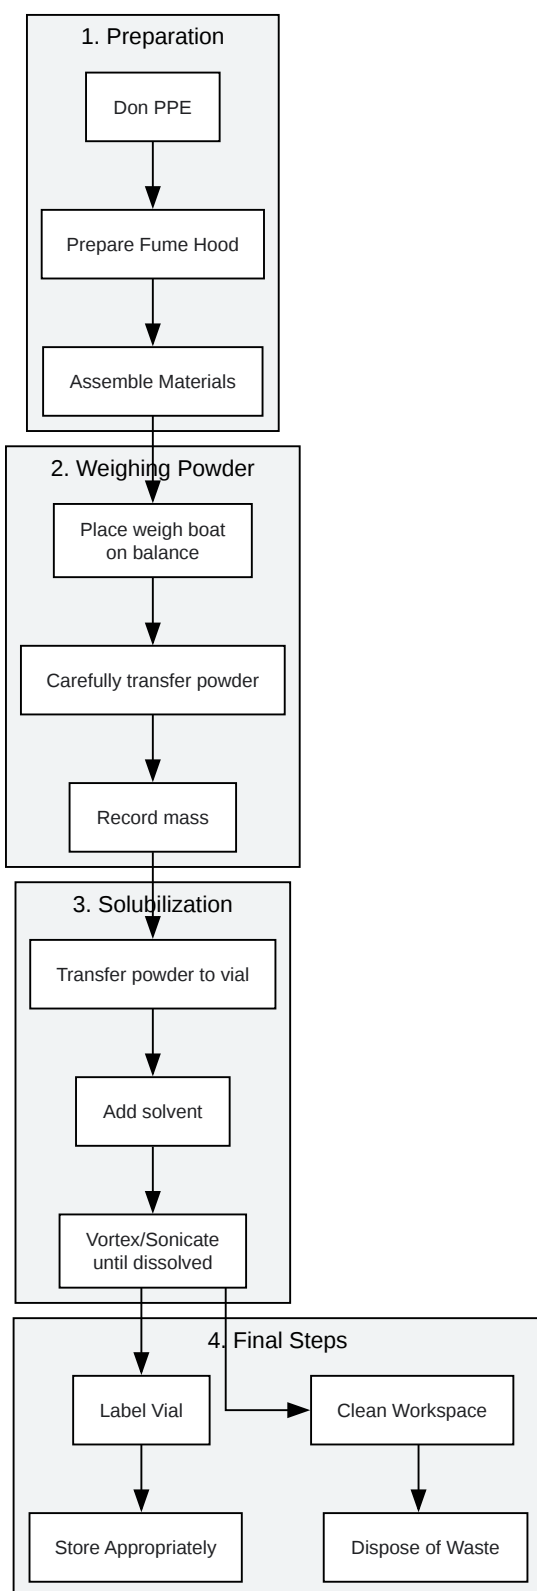 1. Preparation
Don PPE
Prepare Fume Hood
Assemble Materials
2. Weighing Powder
Place weigh boat
on balance
Carefully transfer powder
Record mass
3. Solubilization
Transfer powder to vial
Add solvent
Vortex/Sonicate
until dissolved
4. Final Steps
Label Vial
Clean Workspace
Store Appropriately
Dispose of Waste